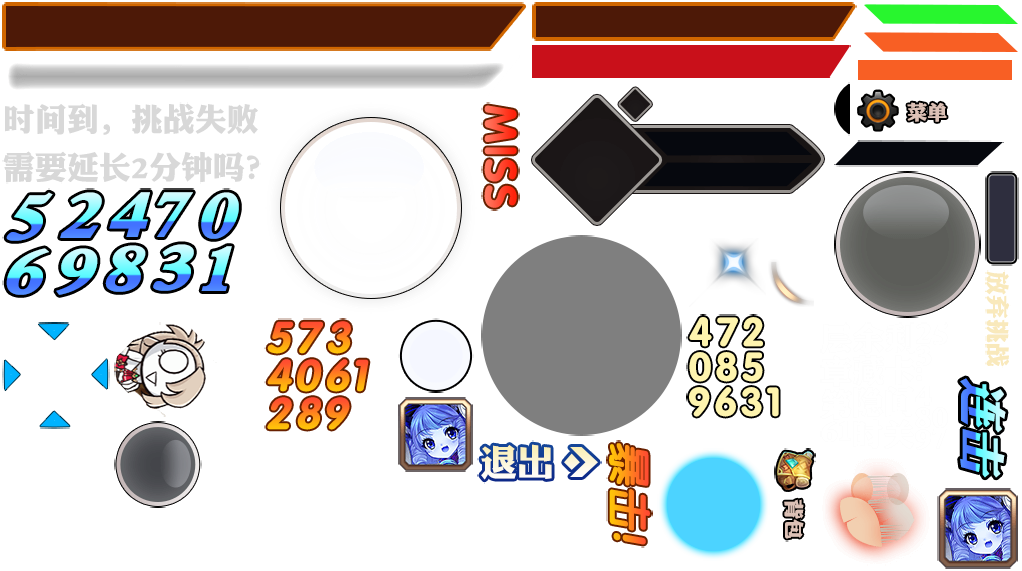 时间到，挑战失败
需要延长2分钟吗?
52470
69831
MISS
菜单
放弃挑战
573
4061
289
472
085
9631
连击
退出
暴击!
背包